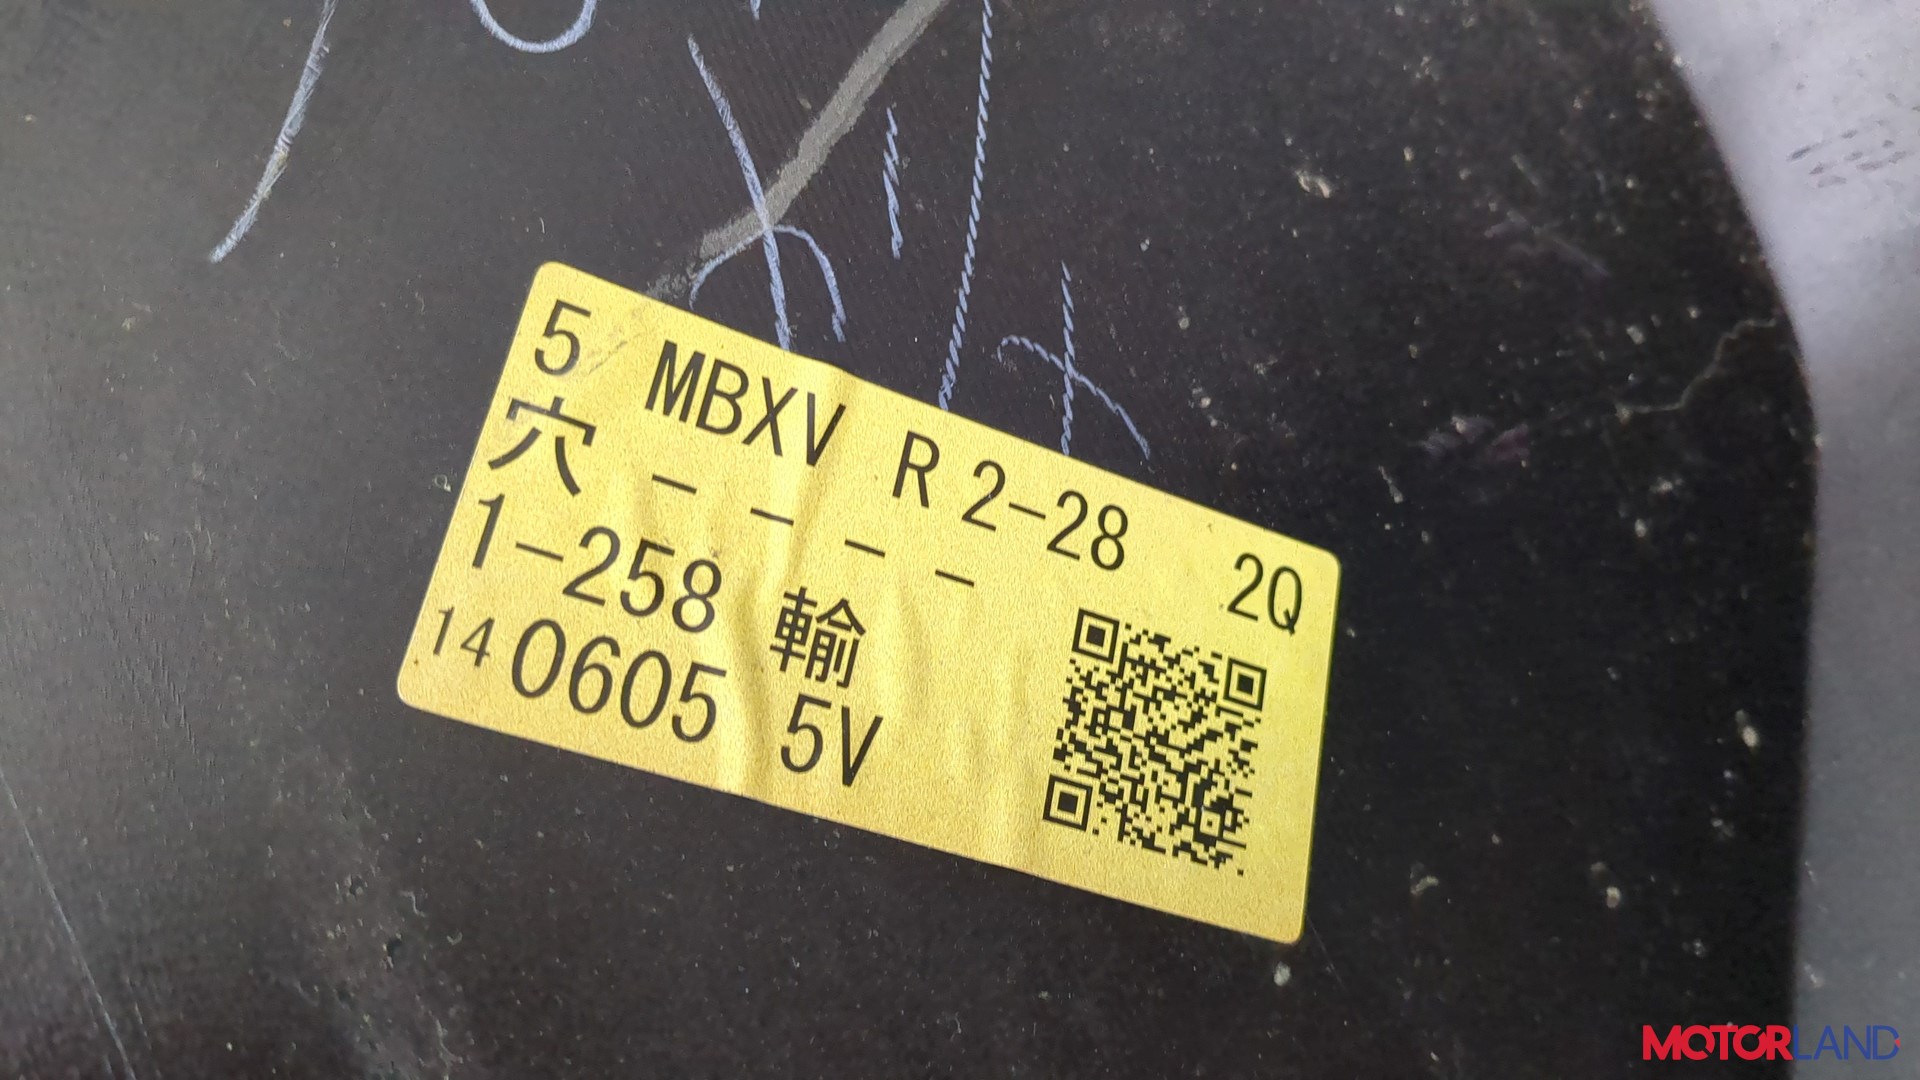 5 MBXV R 2-28 2Q
穴 - - - -
1-258 輸
14 0605 5V
MOTORLAND